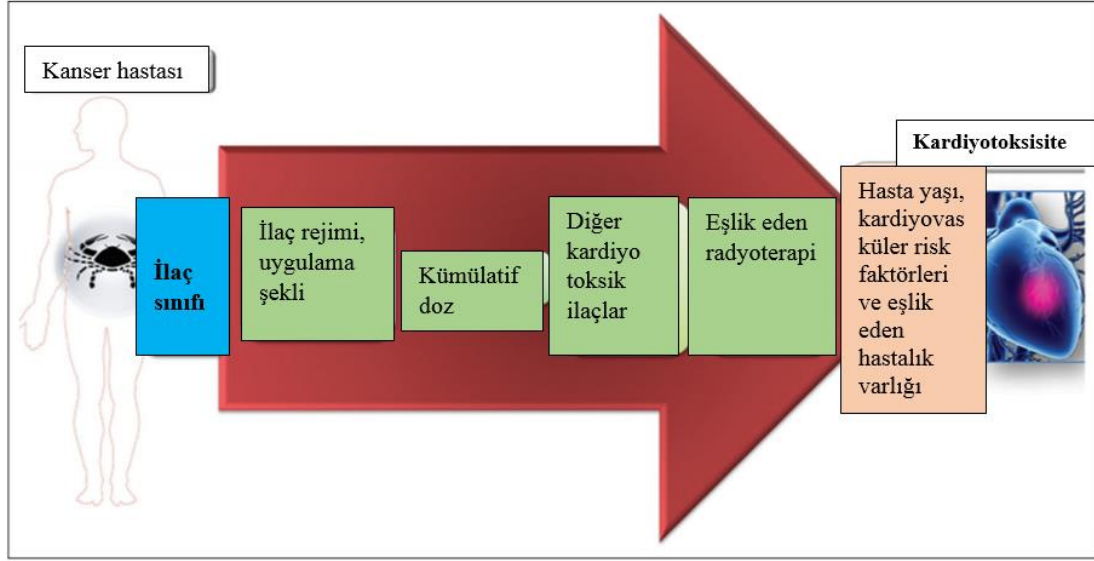 Kanser hastası
İlaç
sınıfı
İlaç rejimi,
uygulama
şekli
Kümülatif
doz
Diğer
kardiyo
toksik
ilaçlar
Eşlik eden
radyoterapi
Kardiyotoksisite
Hasta yaşı,
kardiyovas
küler risk
faktörleri
ve eşlik
eden
hastalık
varlığı